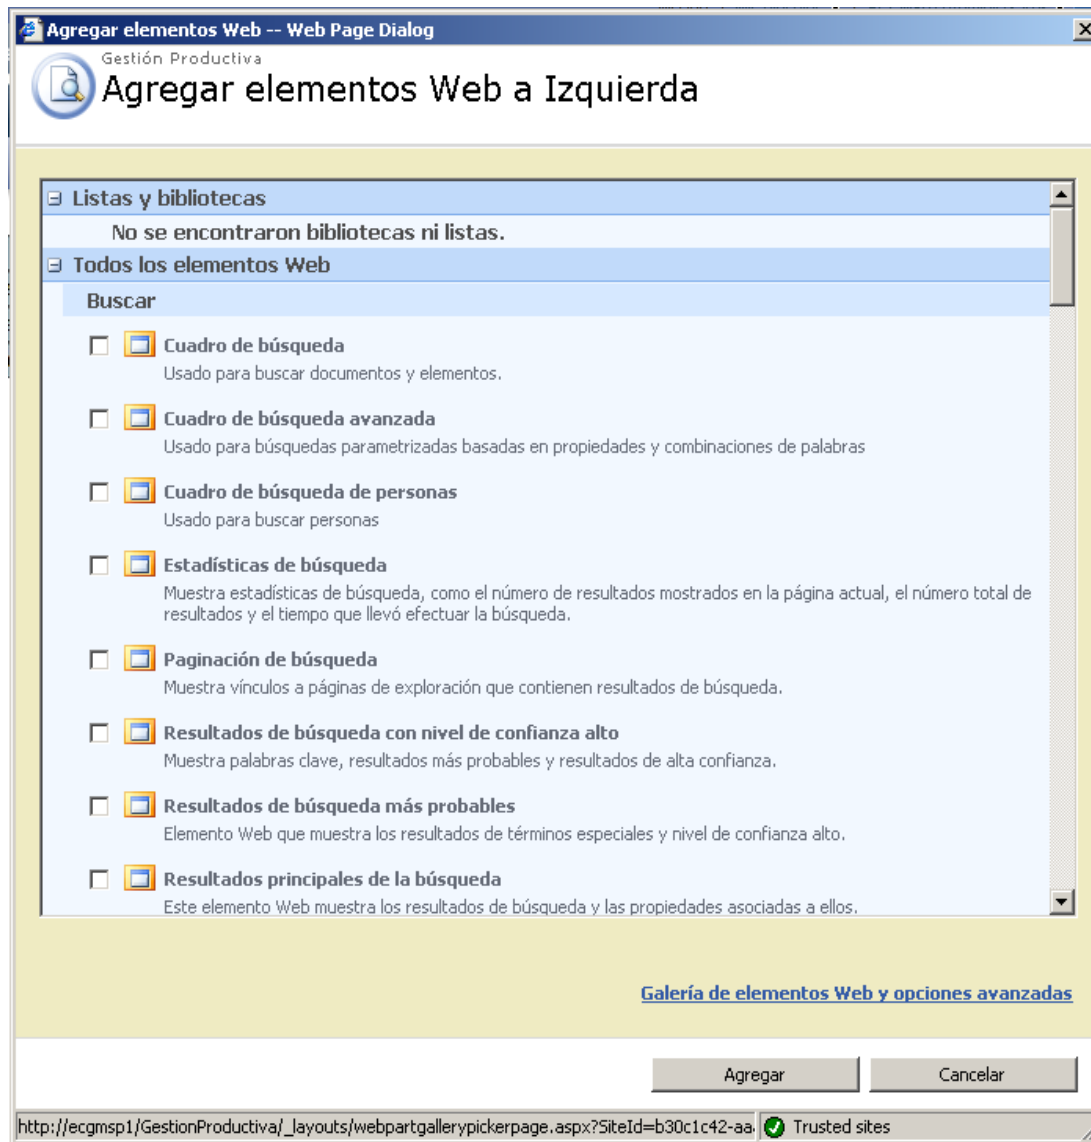 Agregar elementos Web -- Web Page Dialog
Gestión Productiva
Agregar elementos Web a Izquierda
Listas y bibliotecas
No se encontraron bibliotecas ni listas.
Todos los elementos Web
Buscar
Cuadro de búsqueda
Usado para buscar documentos y elementos.
Cuadro de búsqueda avanzada
Usado para búsquedas parametrizadas basadas en propiedades y combinaciones de palabras
Cuadro de búsqueda de personas
Usado para buscar personas
Estadísticas de búsqueda
Muestra estadísticas de búsqueda, como el número de resultados mostrados en la página actual, el número total de
resultados y el tiempo que llevó efectuar la búsqueda.
Paginación de búsqueda
Muestra vínculos a páginas de exploración que contienen resultados de búsqueda.
Resultados de búsqueda con nivel de confianza alto
Muestra palabras clave, resultados más probables y resultados de alta confianza.
Resultados de búsqueda más probables
Elemento Web que muestra los resultados de términos especiales y nivel de confianza alto.
Resultados principales de la búsqueda
Este elemento Web muestra los resultados de búsqueda y las propiedades asociadas a ellos.
Galería de elementos Web y opciones avanzadas
Agregar Cancelar
http://ecgmsp1/GestionProductiva/_layouts/webpartgallerypickerpage.aspx?SiteId=b30c1c42-aa Trusted sites